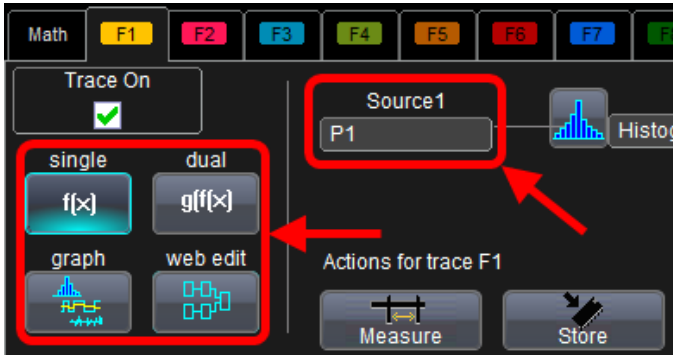 Math F1 F2 F3 F4 F5 F6 F7
Trace On
Source1
P1
Histog
single dual
f(x) g(f(x)
graph web edit
Actions for trace F1
Measure Store